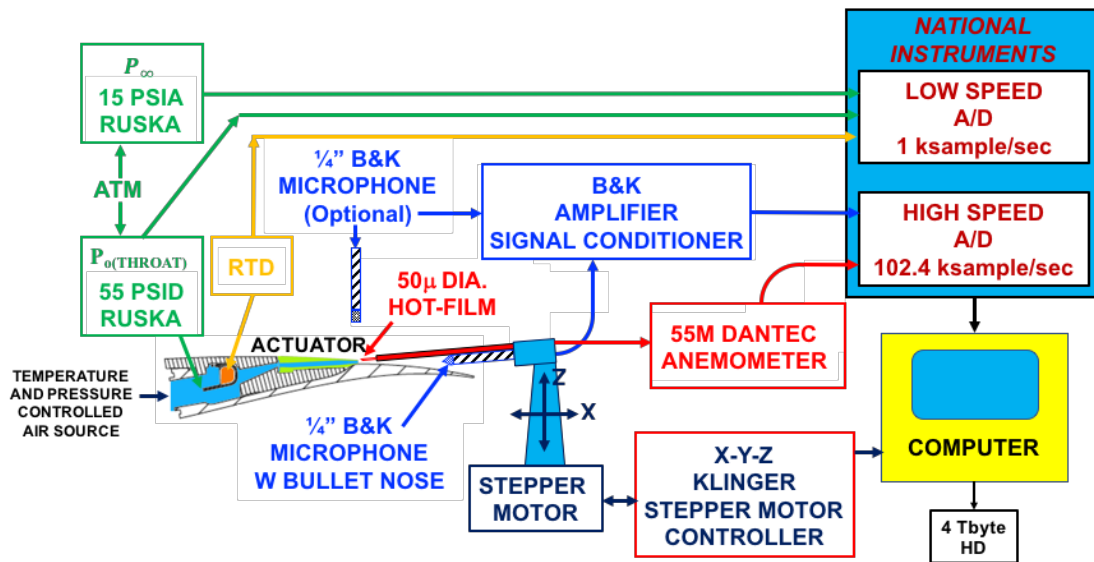 P∞
15 PSIA
RUSKA
ATM
Po(THROAT)
55 PSID
RUSKA
RTD
¼” B&K
MICROPHONE
(Optional)
B&K
AMPLIFIER
SIGNAL CONDITIONER
NATIONAL
INSTRUMENTS
LOW SPEED
A/D
1 ksample/sec
HIGH SPEED
A/D
102.4 ksample/sec
50μ DIA.
HOT-FILM
ACTUATOR
55M DANTEC
ANEMOMETER
TEMPERATURE
AND PRESSURE
CONTROLLED
AIR SOURCE
¼” B&K
MICROPHONE
W BULLET NOSE
Z
X
STEPPER
MOTOR
X-Y-Z
KLINGER
STEPPER MOTOR
CONTROLLER
COMPUTER
4 Tbyte
HD